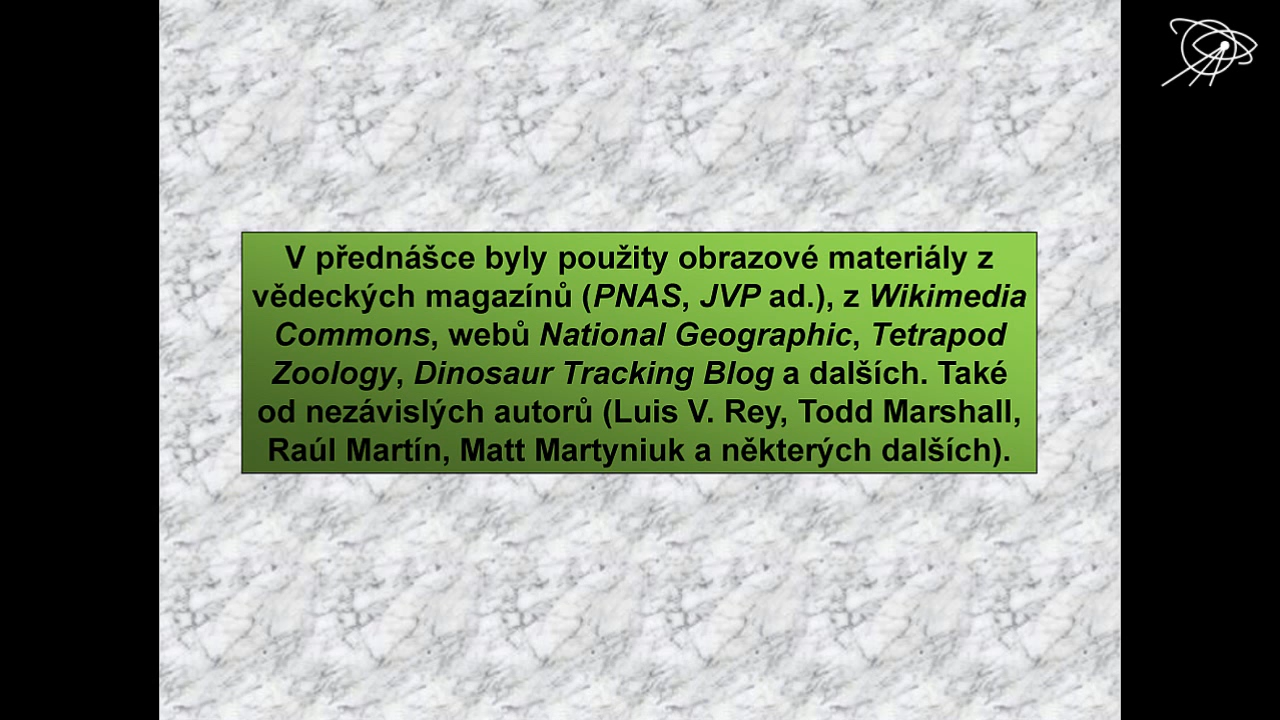 V přednášce byly použity obrazové materiály z
vědeckých magazínů (PNAS, JVP ad.), z Wikimedia
Commons, webů National Geographic, Tetrapod
Zoology, Dinosaur Tracking Blog a dalších. Také
od nezávislých autorů (Luis V. Rey, Todd Marshall,
Raúl Martín, Matt Martyniuk a některých dalších).